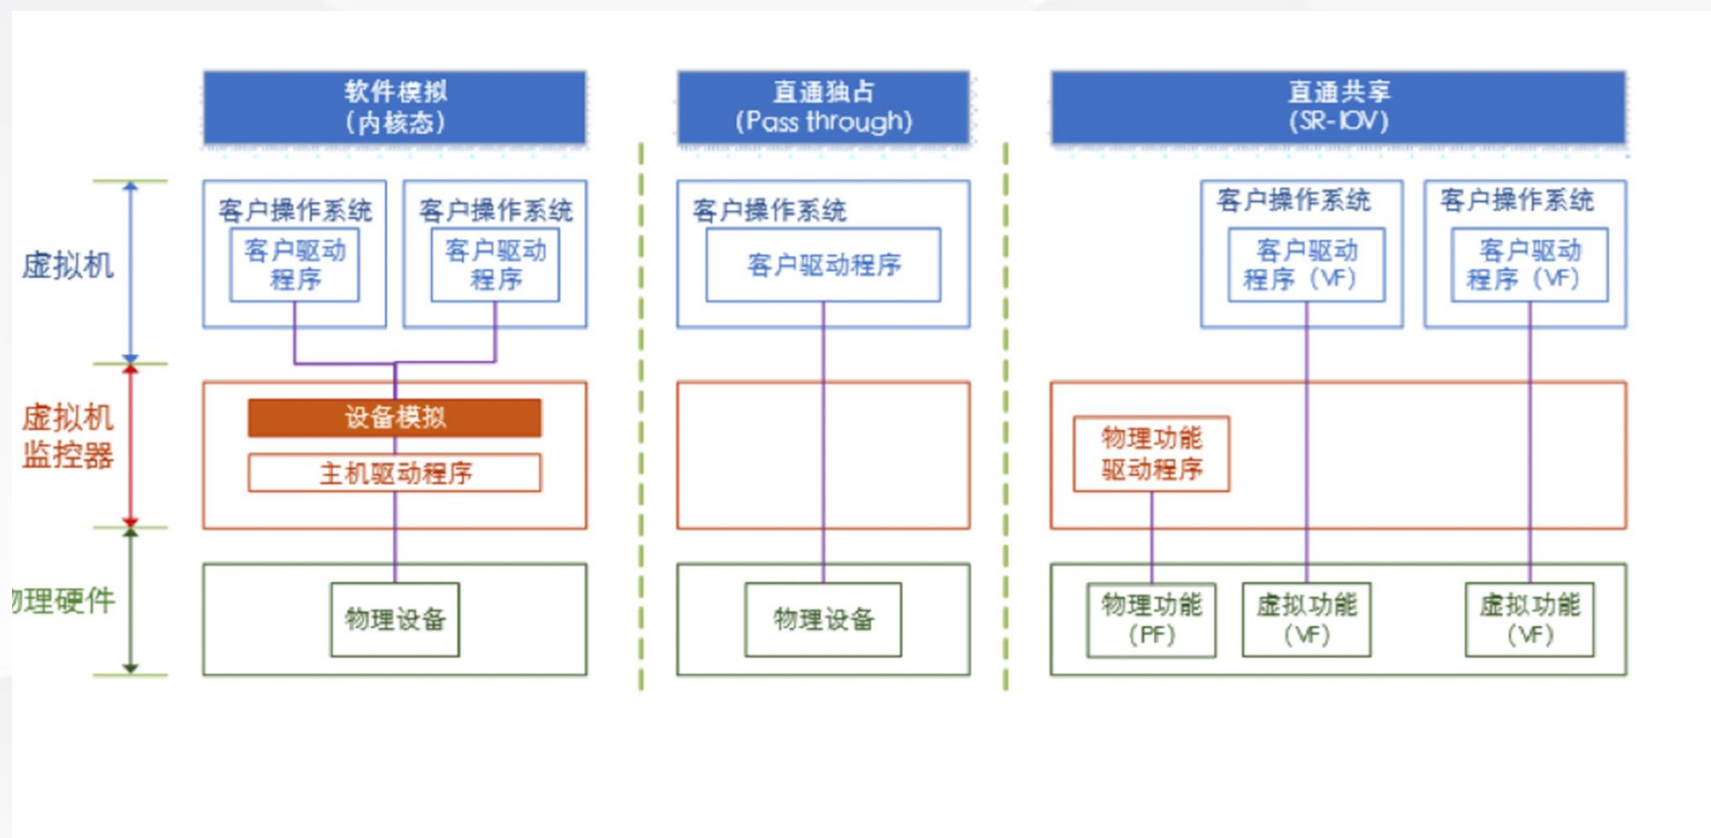 软件模拟
（内核态）
直通独占
(Pass through)
直通共享
(SR-IOV)
虚拟机
客户操作系统
客户驱动
程序
客户操作系统
客户驱动
程序
客户操作系统
客户驱动程序
客户操作系统
客户驱动
程序（VF）
客户操作系统
客户驱动
程序（VF）
虚拟机
监控器
设备模拟
主机驱动程序
物理功能
驱动程序
理硬件
物理设备
物理设备
物理功能
（PF）
虚拟功能
（VF）
虚拟功能
（VF）